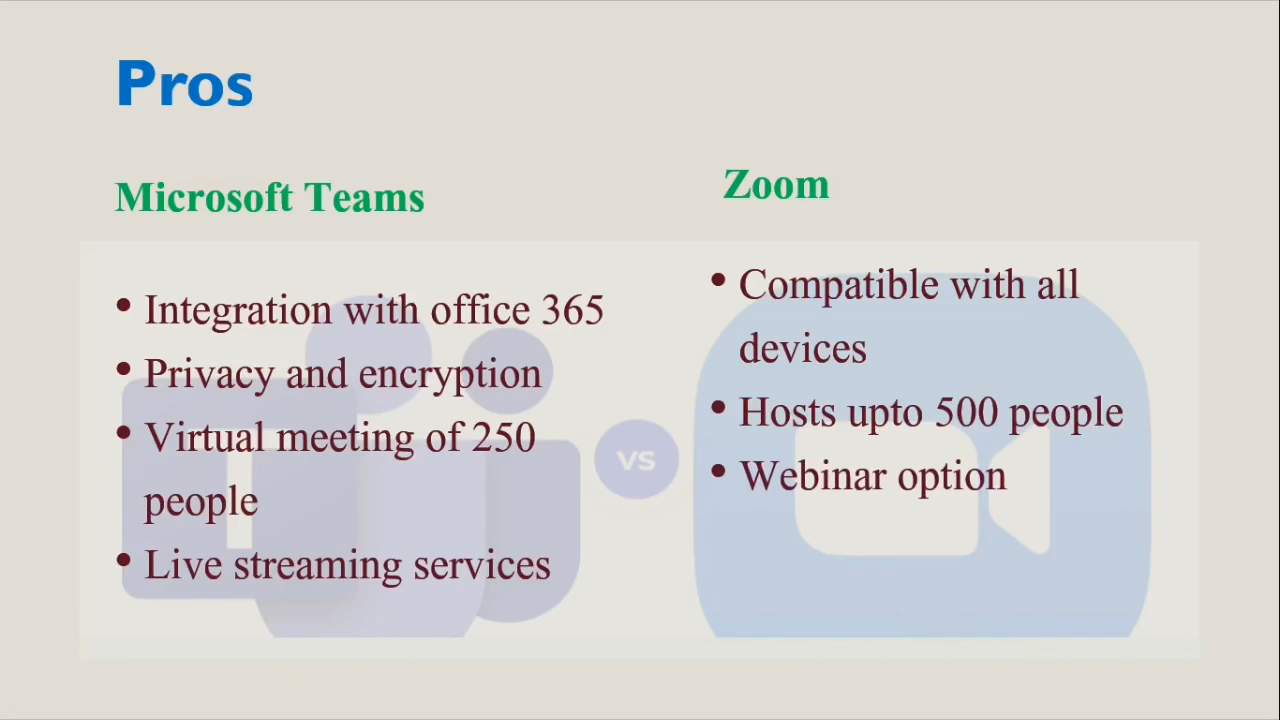 Pros
Microsoft Teams
• Integration with office 365
• Privacy and encryption
• Virtual meeting of 250
people
• Live streaming services
vs
Zoom
• Compatible with all
devices
• Hosts upto 500 people
• Webinar option